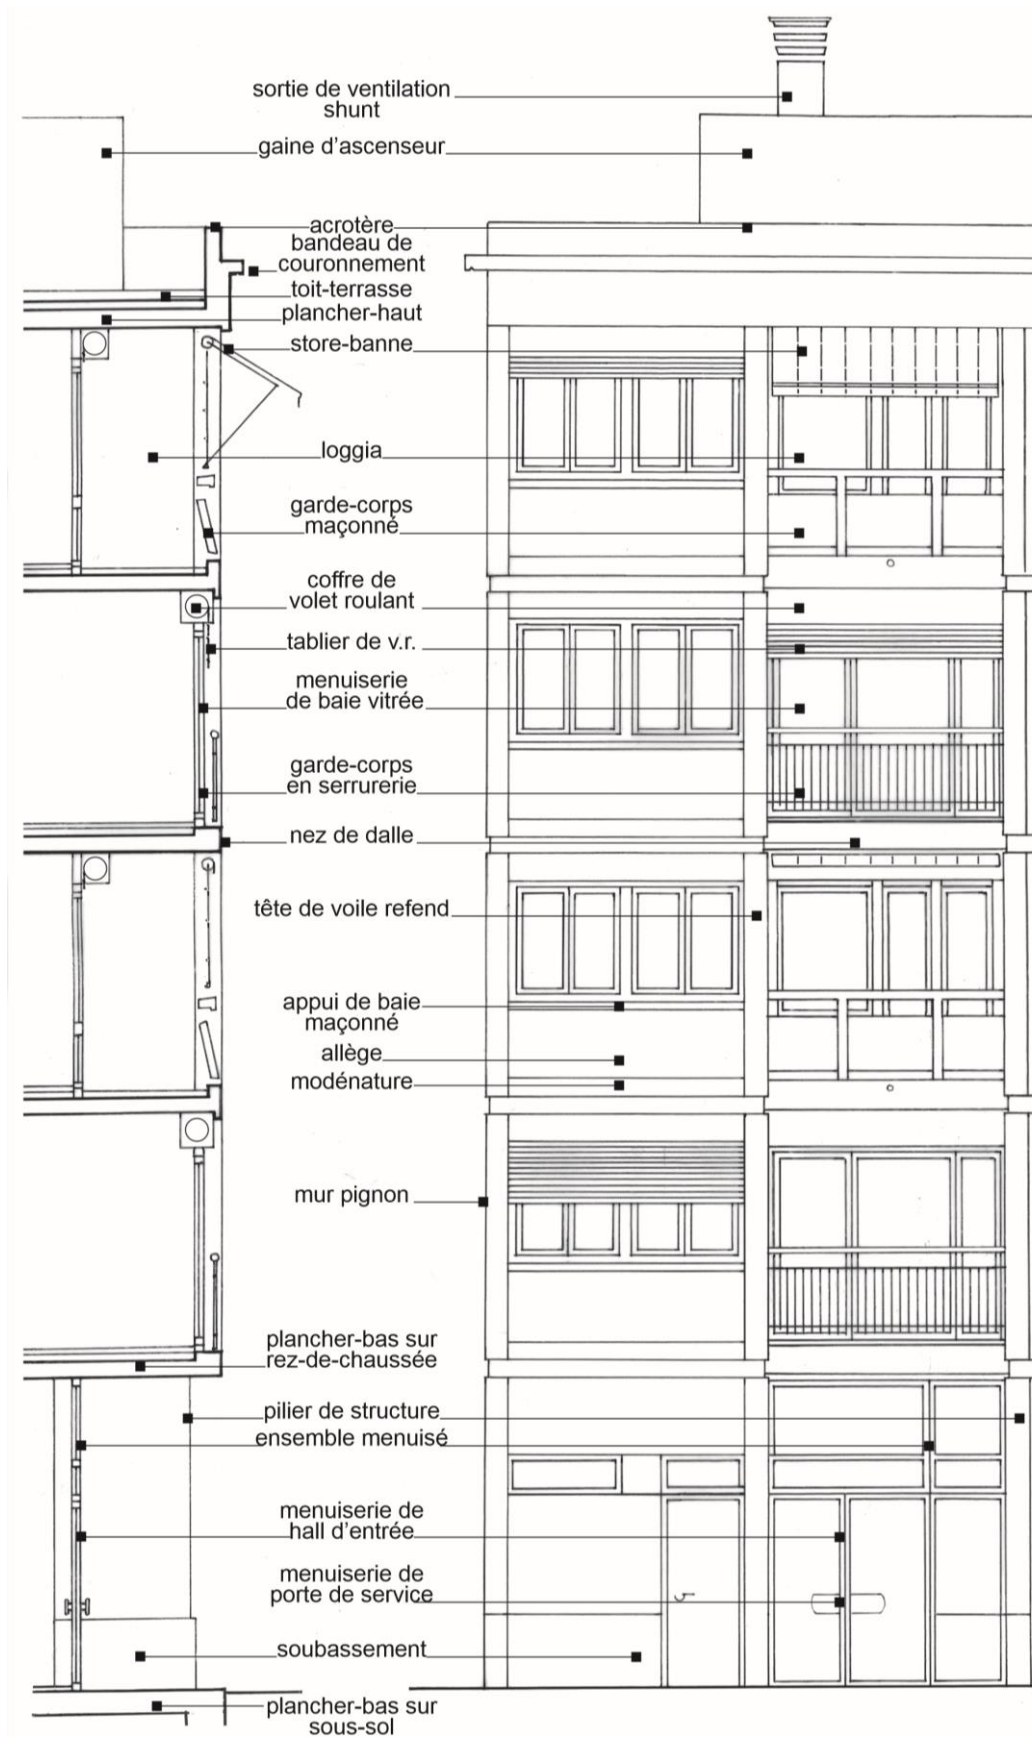 sortie de ventilation
shunt
gaine d'ascenseur
acrotère
bandeau de
couronnement
toit-terrasse
plancher-haut
store-banne
loggia
garde-corps
maçonné
coffre de
volet roulant
tablier de v.r.
menuiserie
de baie vitrée
garde-corps
en serrurerie
nez de dalle
tête de voile refend
appui de baie
maçonné
allège
modénature
mur pignon
plancher-bas sur
rez-de-chaussée
pilier de structure
ensemble menuisé
menuiserie de
hall d'entrée
menuiserie de
porte de service
soubassement
plancher-bas sur
sous-sol